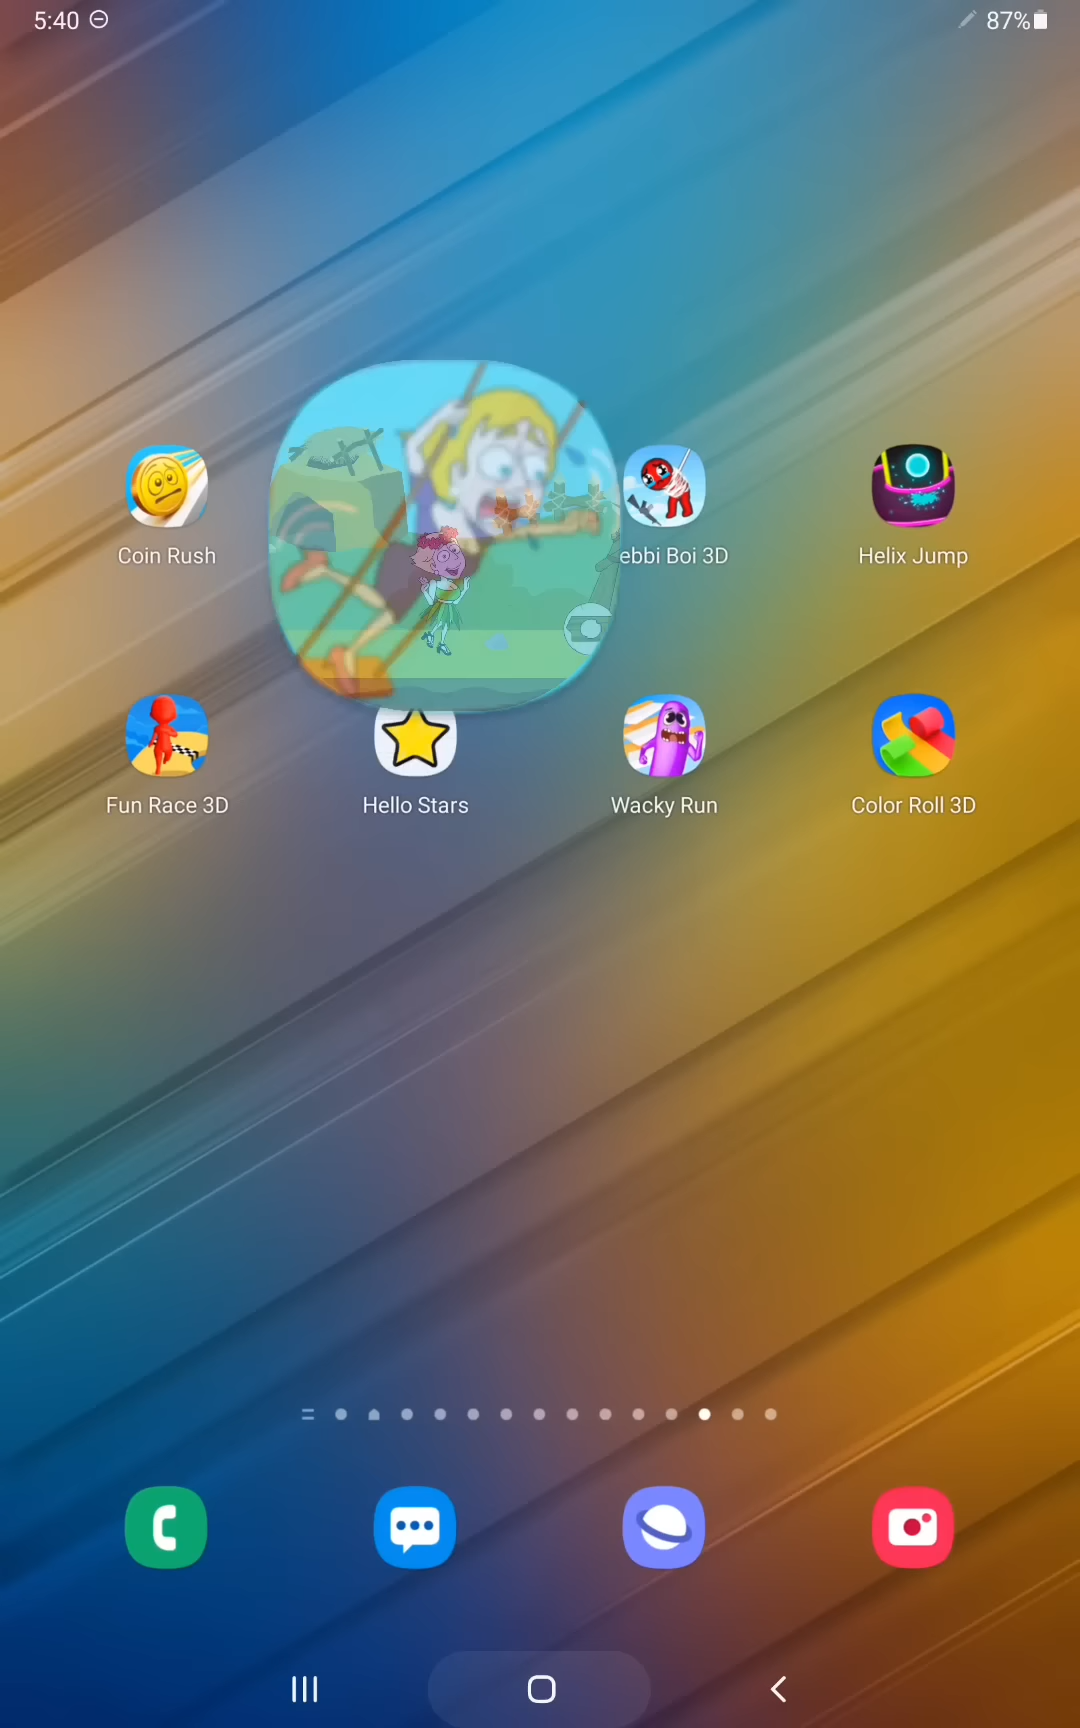 5:40
87%
Coin Rush
ebbi Boi 3D
Helix Jump
Fun Race 3D
Hello Stars
Wacky Run
Color Roll 3D